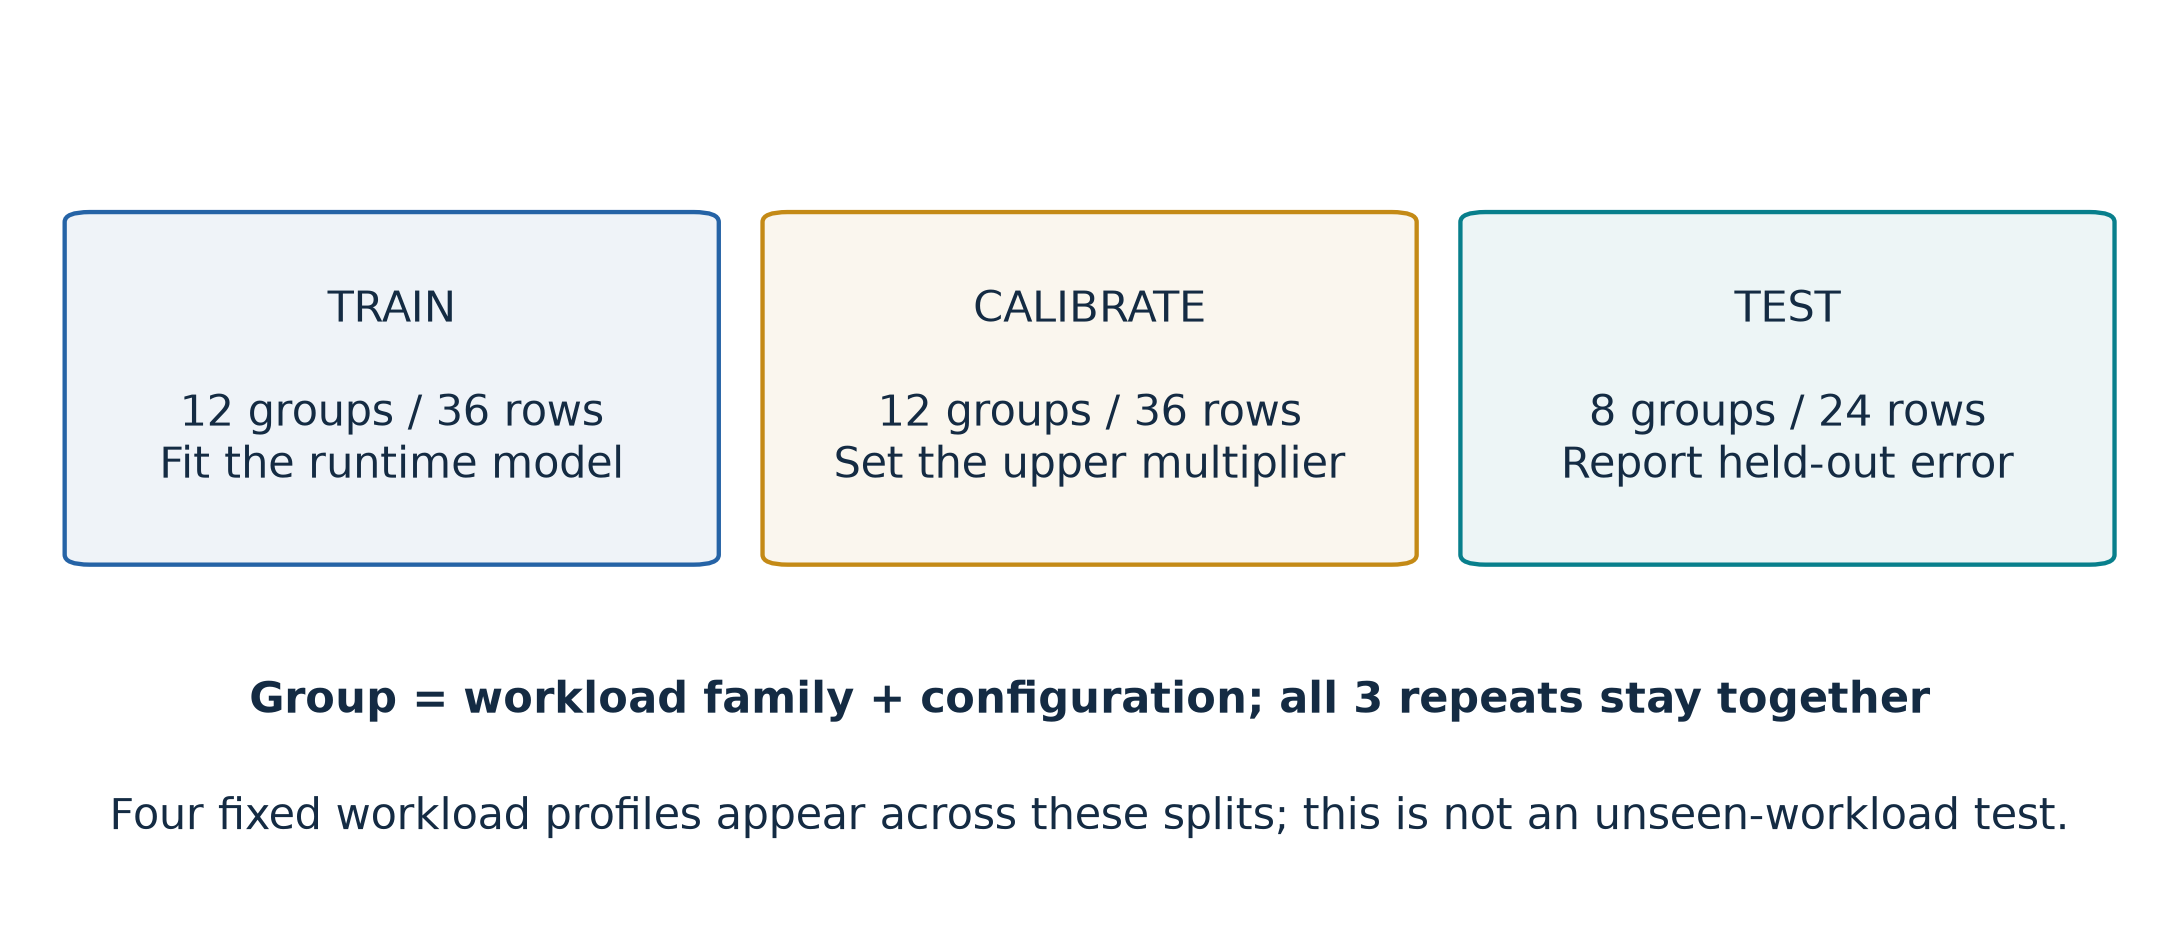 TRAIN
12 groups / 36 rows
Fit the runtime model
CALIBRATE
12 groups / 36 rows
Set the upper multiplier
TEST
8 groups / 24 rows
Report held-out error
Group = workload family + configuration; all 3 repeats stay together
Four fixed workload profiles appear across these splits; this is not an unseen-workload test.